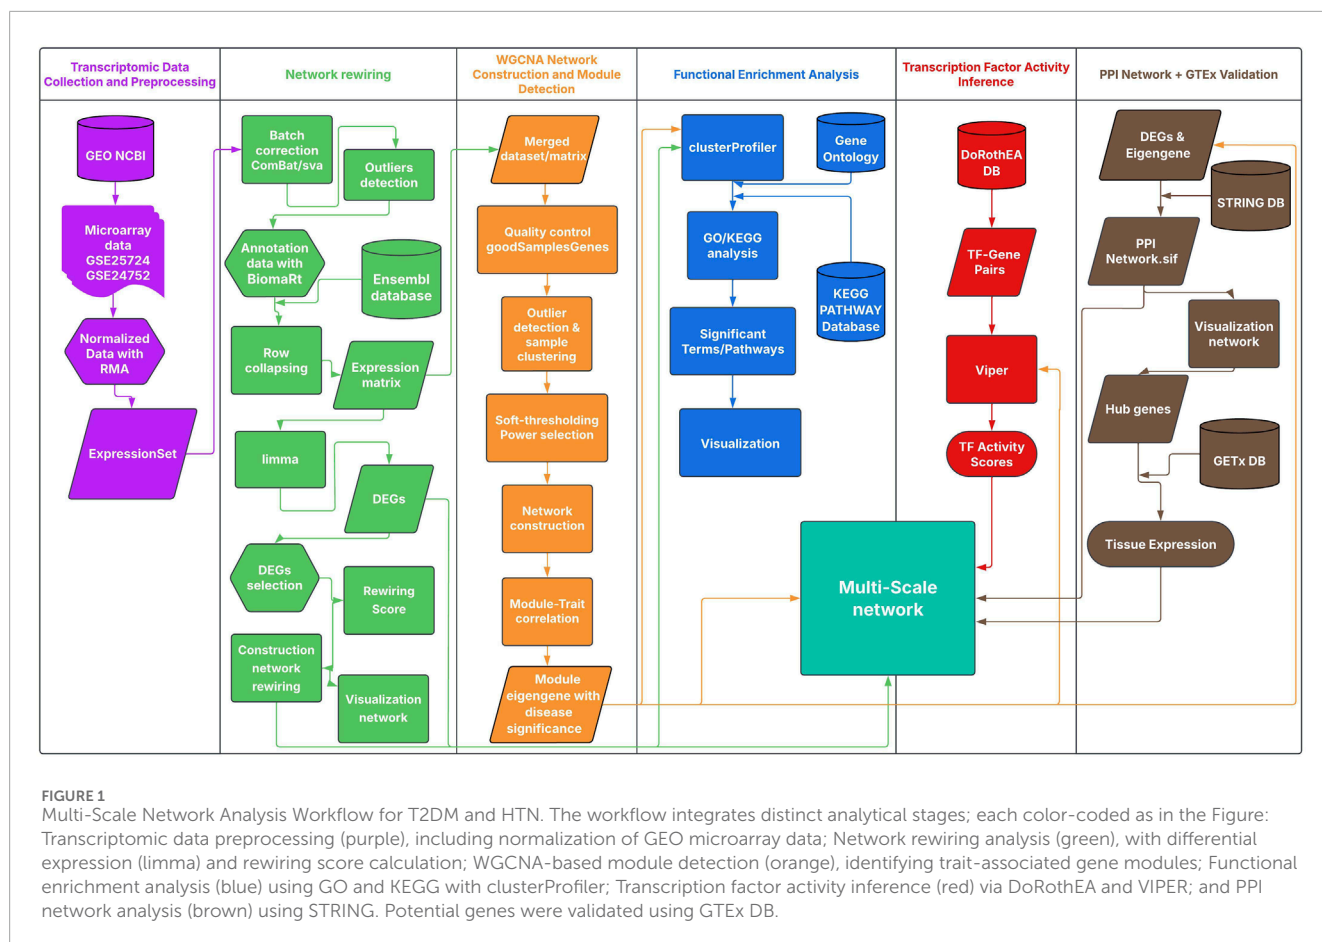 Transcriptomic Data
Collection and Preprocessing
GEO NCBI
Microarray
data
GSE25724
GSE24752
Normalized
Data with
RMA
ExpressionSet
Network rewiring
Batch
correction
ComBat/sva
Outliers
detection
Annotation
data with
BiomaRt
Ensembl
database
Row
collapsing
Expression
matrix
limma
DEGs
DEGs
selection
Rewiring
Score
Construction
network
rewiring
Visualization
network
WGCNA Network
Construction and Module
Detection
Merged
dataset/matrix
Quality control
goodSamplesGenes
Outlier
detection &
sample
clustering
Soft-thresholding
Power selection
Network
construction
Module-Trait
correlation
Module
eigengene with
disease
significance
Functional Enrichment Analysis
clusterProfiler
Gene
Ontology
GO/KEGG
analysis
KEGG
PATHWAY
Database
Significant
Terms/Pathways
Visualization
Multi-Scale
network
Transcription Factor Activity
Inference
DoRothEA
DB
TF-Gene
Pairs
Viper
TF Activity
Scores
PPI Network + GTEx Validation
DEGs &
Eigengene
STRING DB
PPI
Network.sif
Visualization
network
Hub genes
GETx DB
Tissue Expression
FIGURE 1
Multi-Scale Network Analysis Workflow for T2DM and HTN. The workflow integrates distinct analytical stages; each color-coded as in the Figure:
Transcriptomic data preprocessing (purple), including normalization of GEO microarray data; Network rewiring analysis (green), with differential
expression (limma) and rewiring score calculation; WGCNA-based module detection (orange), identifying trait-associated gene modules; Functional
enrichment analysis (blue) using GO and KEGG with clusterProfiler; Transcription factor activity inference (red) via DoRothEA and VIPER; and PPI
network analysis (brown) using STRING. Potential genes were validated using GTEx DB.